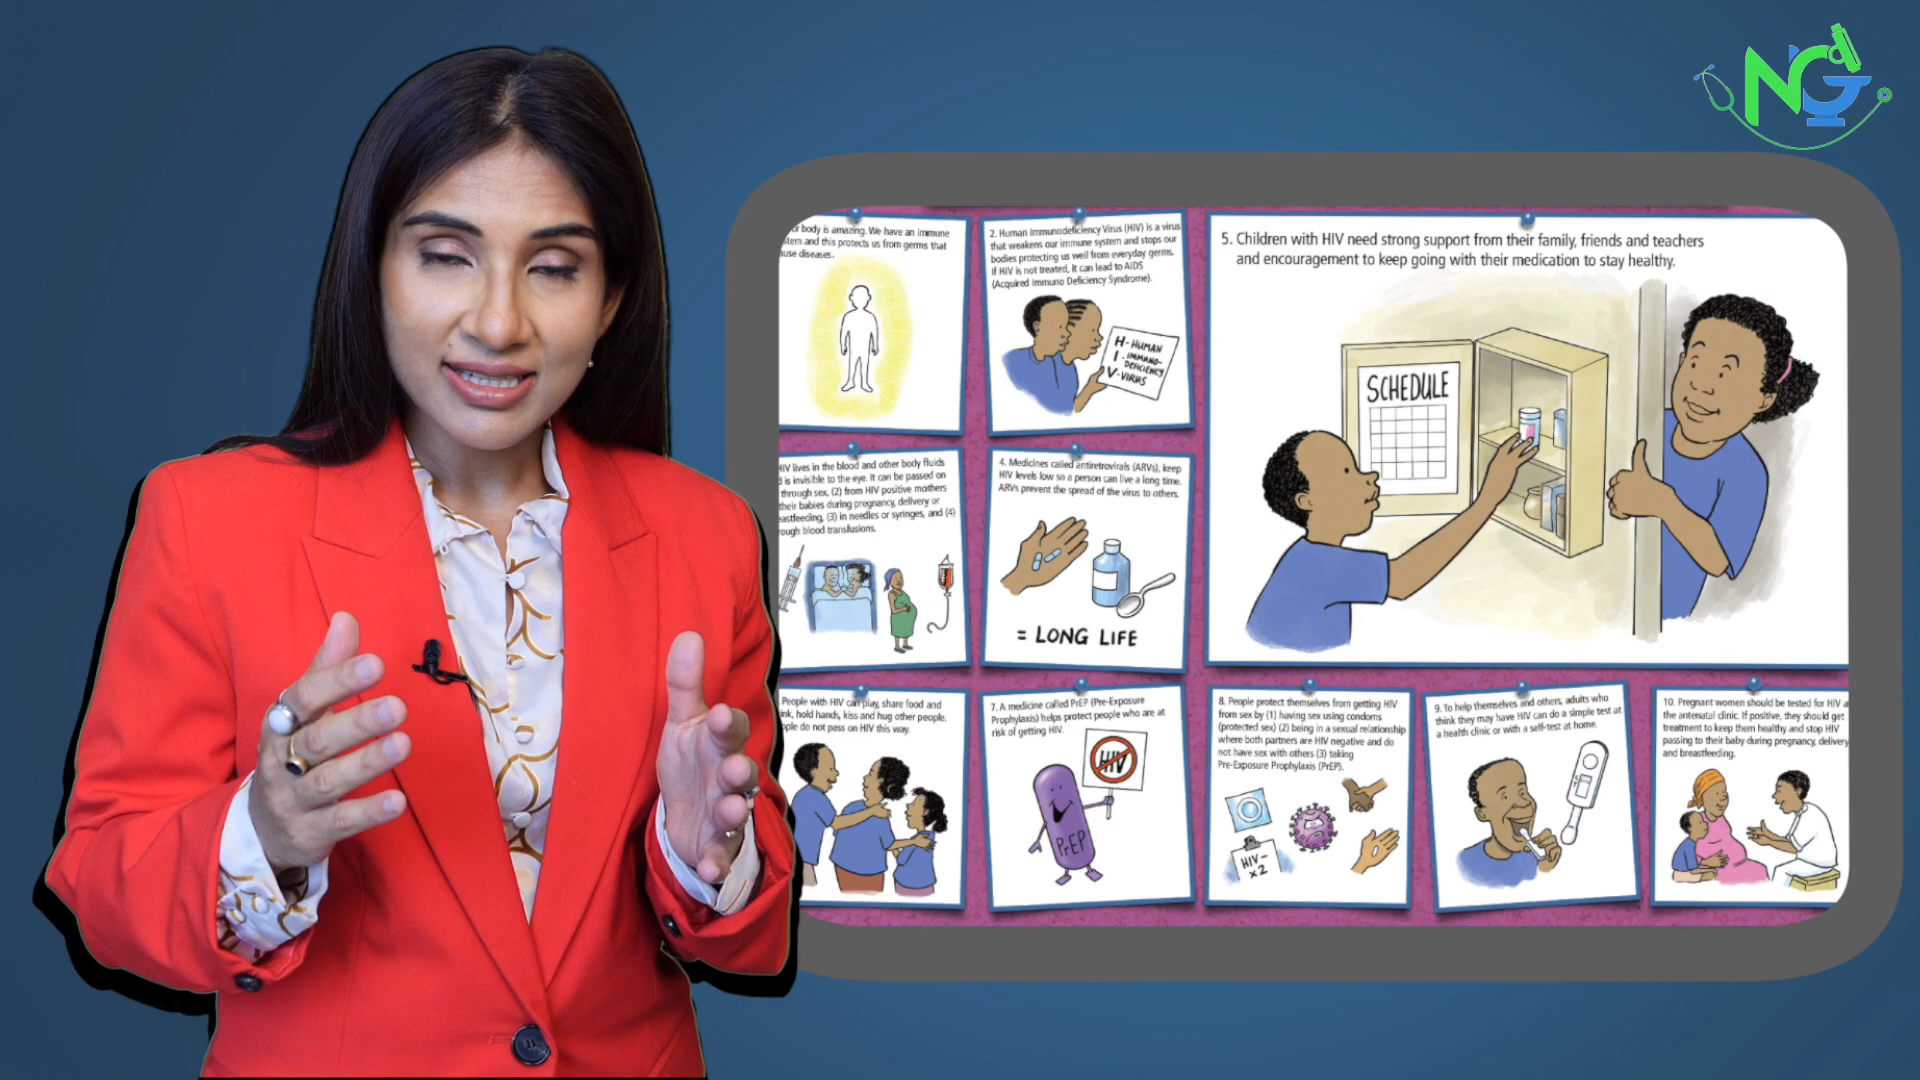 r body is amazing. We have an immune
stem and this protects us from germs that
use diseases.
2. Human Immunodeficiency Virus (HIV) is a virus
that weakens our immune system and stops our
bodies protecting us well from everyday germs.
If HIV is not treated, it can lead to AIDS
(Acquired Immuno Deficiency Syndrome).
H - HUMAN
I - IMMUNO-
DEFICIENCY
V - VIRUS
5. Children with HIV need strong support from their family, friends and teachers
and encouragement to keep going with their medication to stay healthy.
SCHEDULE
HIV lives in the blood and other body fluids
d is invisible to the eye. It can be passed on
through sex, (2) from HIV positive mothers
their babies during pregnancy, delivery or
eastfeeding, (3) in needles or syringes, and (4)
ough blood transfusions.
4. Medicines called antiretrovirals (ARVs), keep
HIV levels low so a person can live a long time.
ARVs prevent the spread of the virus to others.
= LONG LIFE
People with HIV can play, share food and
ink, hold hands, kiss and hug other people.
ople do not pass on HIV this way.
7. A medicine called PrEP (Pre-Exposure
Prophylaxis) helps protect people who are at
risk of getting HIV.
HIV
PrEP
8. People protect themselves from getting HIV
from sex by (1) having sex using condoms
(protected sex) (2) being in a sexual relationship
where both partners are HIV negative and do
not have sex with others (3) taking
Pre-Exposure Prophylaxis (PrEP).
HIV-
x2
9. To help themselves and others, adults who
think they may have HIV can do a simple test at
a health clinic or with a self-test at home.
10. Pregnant women should be tested for HIV a
the antenatal clinic. If positive, they should get
treatment to keep them healthy and stop HIV
passing to their baby during pregnancy, delivery
and breastfeeding.